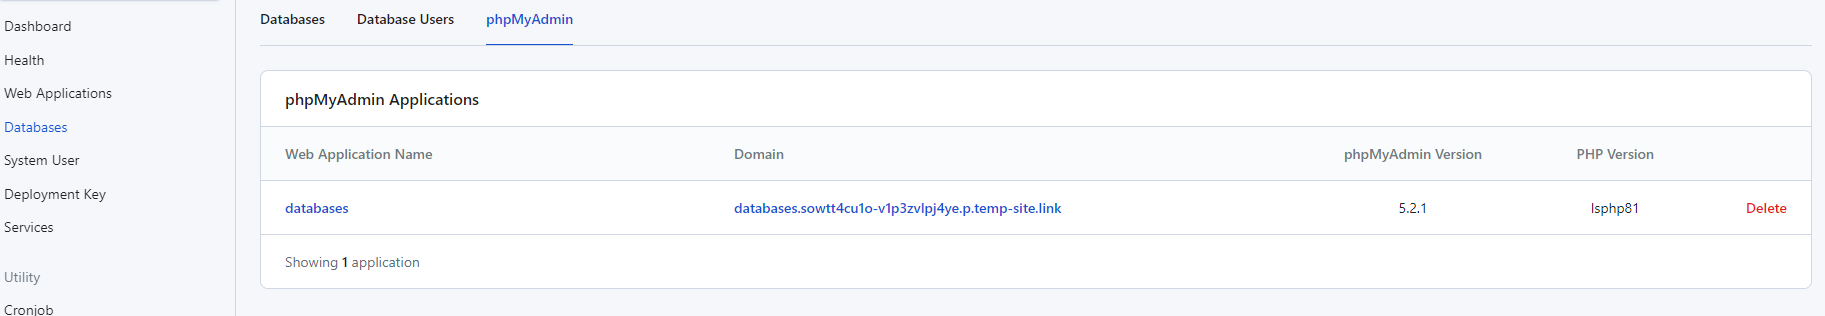 Dashboard
Health
Web Applications
Databases
System User
Deployment Key
Services
Utility
Cronjob
Databases Database Users phpMyAdmin
phpMyAdmin Applications
Web Application Name Domain phpMyAdmin Version PHP Version
databases databases.sowtt4cu1o-v1p3zvlpj4ye.p.temp-site.link 5.2.1 lsphp81 Delete
Showing 1 application